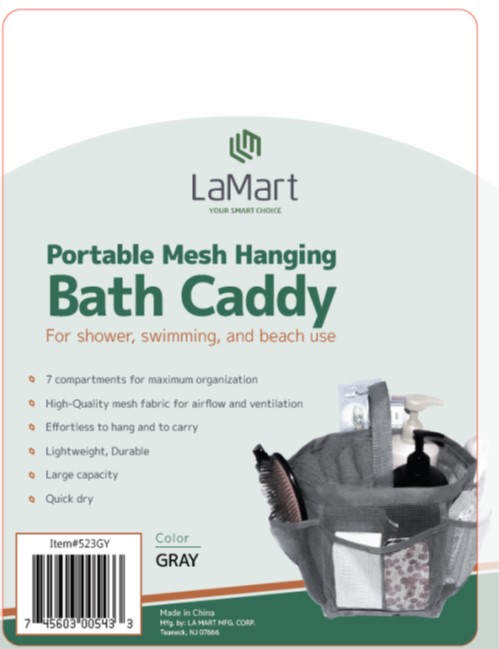 LaMart
YOUR SMART CHOICE
Portable Mesh Hanging
Bath Caddy
For shower, swimming, and beach use
7 compartments for maximum organization
High-Quality mesh fabric for airflow and ventilation
Effortless to hang and to carry
Lightweight, Durable
Large capacity
Quick dry
Item#523GY
7 45603 00543 3
Color
GRAY
Made in China
Mfg. by: LA MART MFG. CORP.
Teaneck, NJ 07666